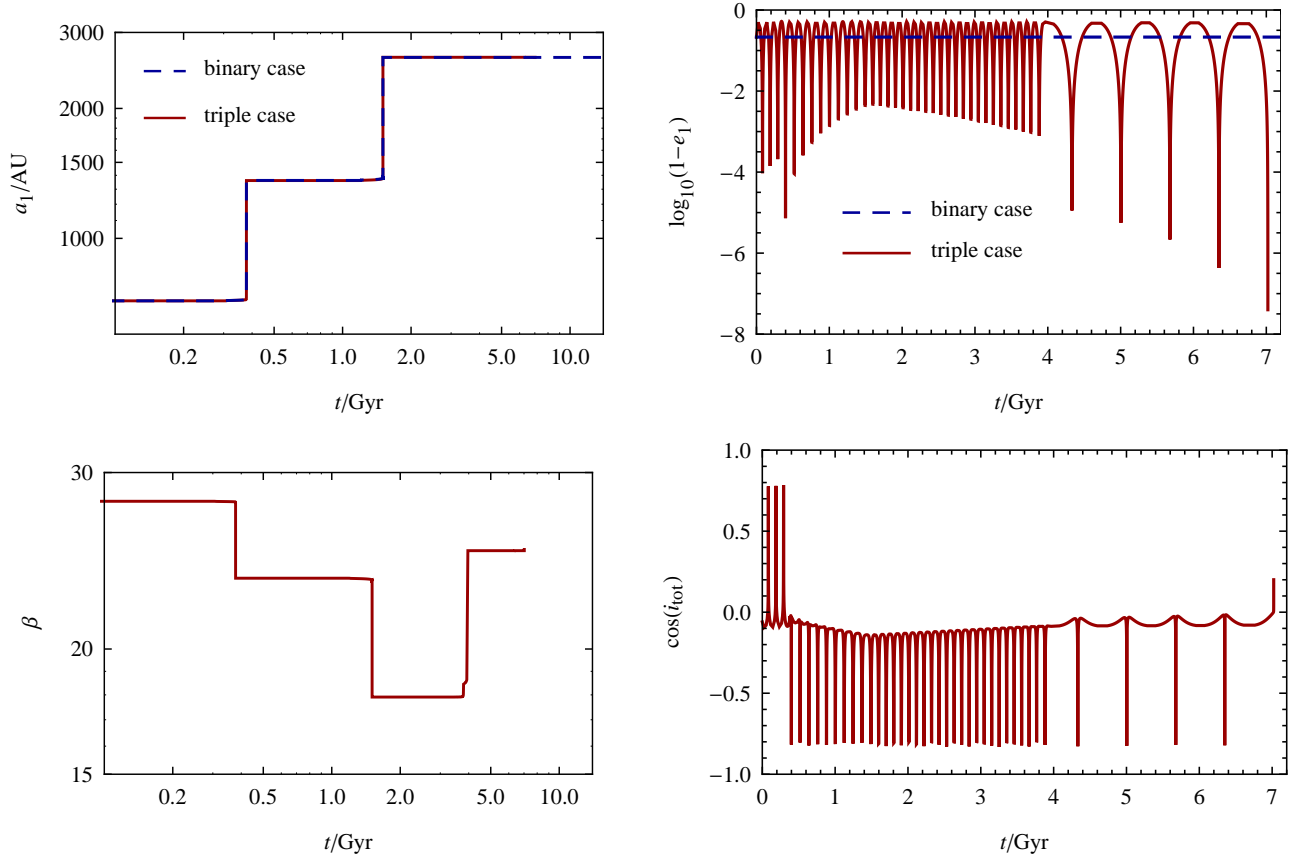 3000
2000
1500
1000
a1/AU
binary case
triple case
0.2 0.5 1.0 2.0 5.0 10.0
t/Gyr
0
−2
−4
−6
−8
log10(1−e1)
binary case
triple case
0 1 2 3 4 5 6 7
t/Gyr
30
20
15
β
0.2 0.5 1.0 2.0 5.0 10.0
t/Gyr
1.0
0.5
0.0
−0.5
−1.0
cos(itot)
0 1 2 3 4 5 6 7
t/Gyr